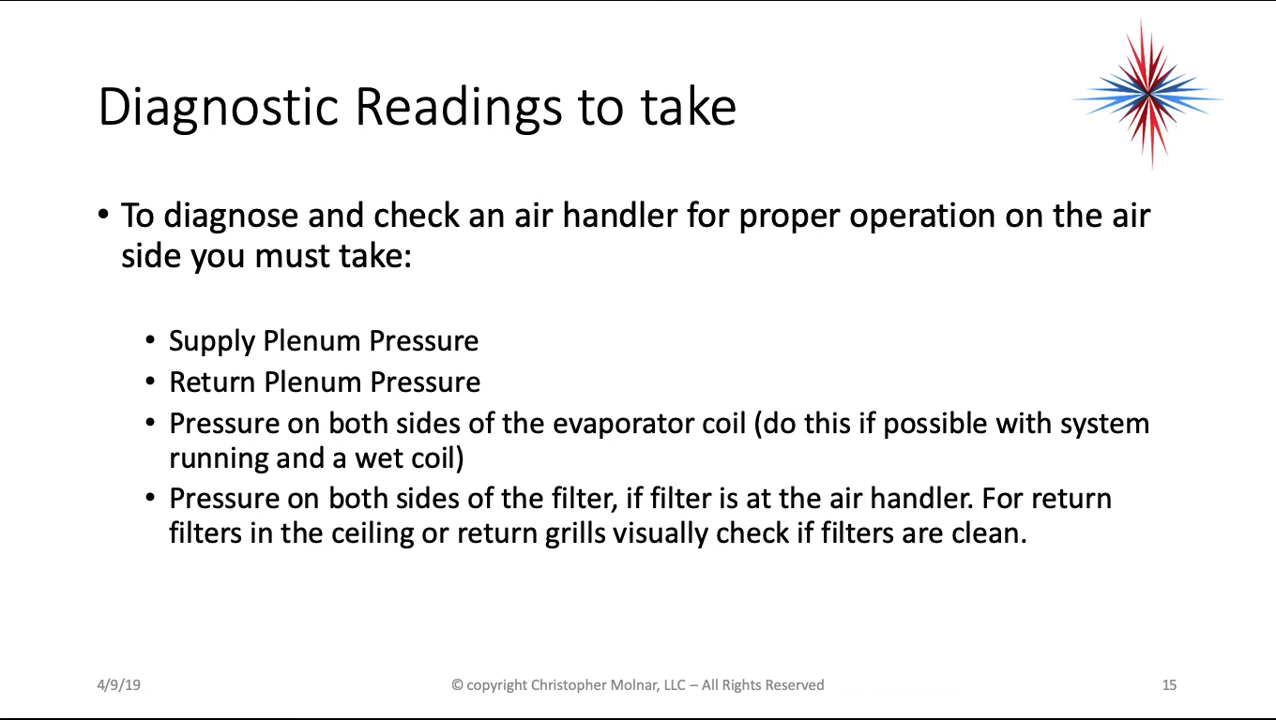 Diagnostic Readings to take
• To diagnose and check an air handler for proper operation on the air
side you must take:
• Supply Plenum Pressure
• Return Plenum Pressure
• Pressure on both sides of the evaporator coil (do this if possible with system
running and a wet coil)
• Pressure on both sides of the filter, if filter is at the air handler. For return
filters in the ceiling or return grills visually check if filters are clean.
4/9/19
© copyright Christopher Molnar, LLC – All Rights Reserved
15